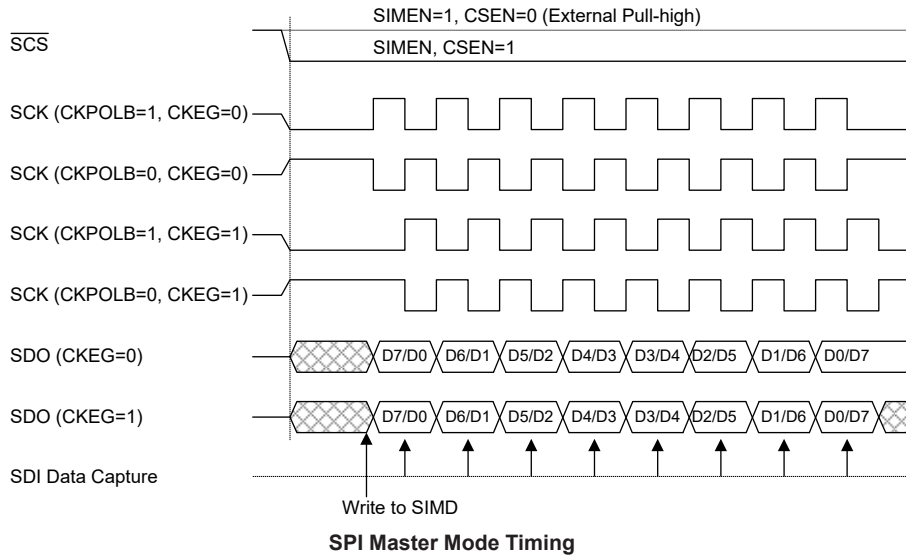 SIMEN=1, CSEN=0 (External Pull-high)
SCS
SIMEN, CSEN=1
SCK (CKPOLB=1, CKEG=0)
SCK (CKPOLB=0, CKEG=0)
SCK (CKPOLB=1, CKEG=1)
SCK (CKPOLB=0, CKEG=1)
SDO (CKEG=0) D7/D0 D6/D1 D5/D2 D4/D3 D3/D4 D2/D5 D1/D6 D0/D7
SDO (CKEG=1) D7/D0 D6/D1 D5/D2 D4/D3 D3/D4 D2/D5 D1/D6 D0/D7
SDI Data Capture
Write to SIMD
SPI Master Mode Timing